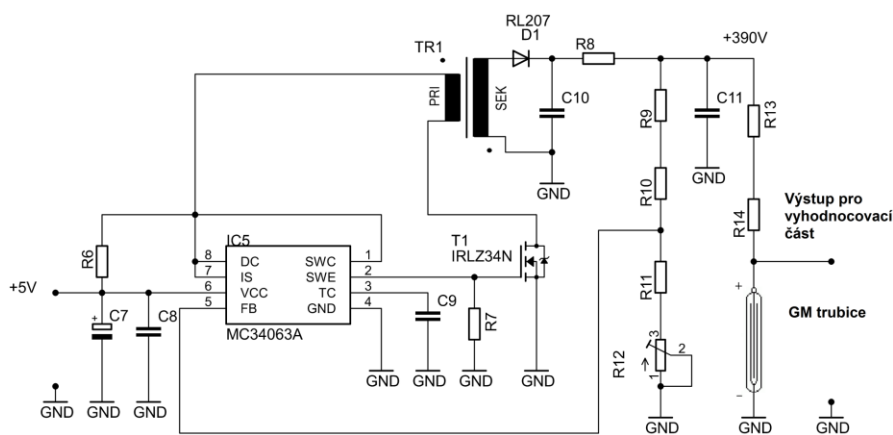 RL207
D1
R8
+390V
TR1
PRI
SEK
C10
R9
C11
R13
GND
GND
R10
R14
Výstup pro
vyhodnocovací
část
R6
IC5
8 DC SWC 1
7 IS SWE 2
6 VCC TC 3
5 FB GND 4
MC34063A
T1
IRLZ34N
+5V
+
C7
C8
C9
R7
R11
R12
3
2
1
+
GM trubice
-
GND
GND
GND
GND
GND
GND
GND
GND
GND
GND